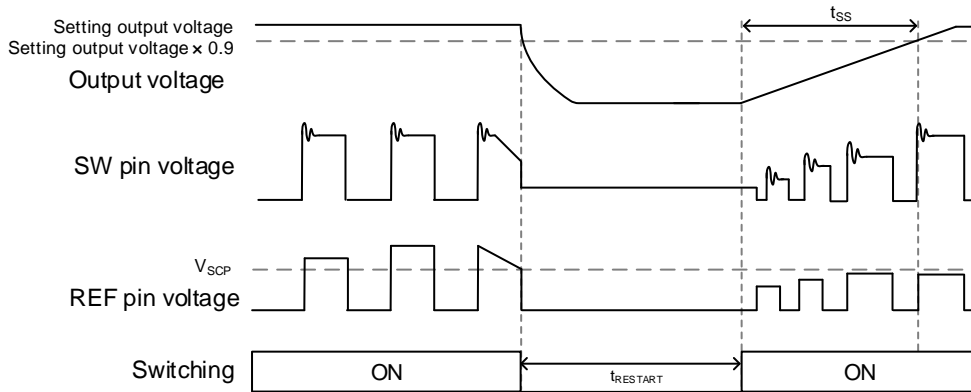 Setting output voltage
Setting output voltage × 0.9
Output voltage
tSS
SW pin voltage
VSCP
REF pin voltage
Switching
ON
tRESTART
ON